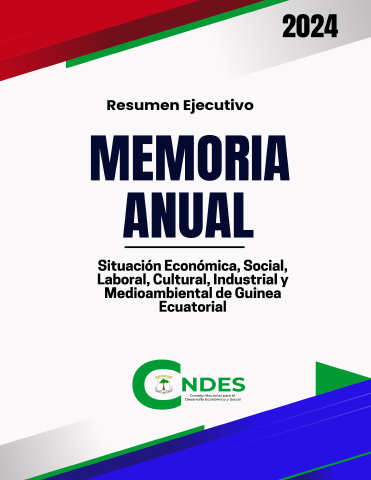 2024
Resumen Ejecutivo
MEMORIA
ANUAL
Situación Económica, Social,
Laboral, Cultural, Industrial y
Medioambiental de Guinea
Ecuatorial
CNDES
Consejo Nacional para el
Desarrollo Económico y Social